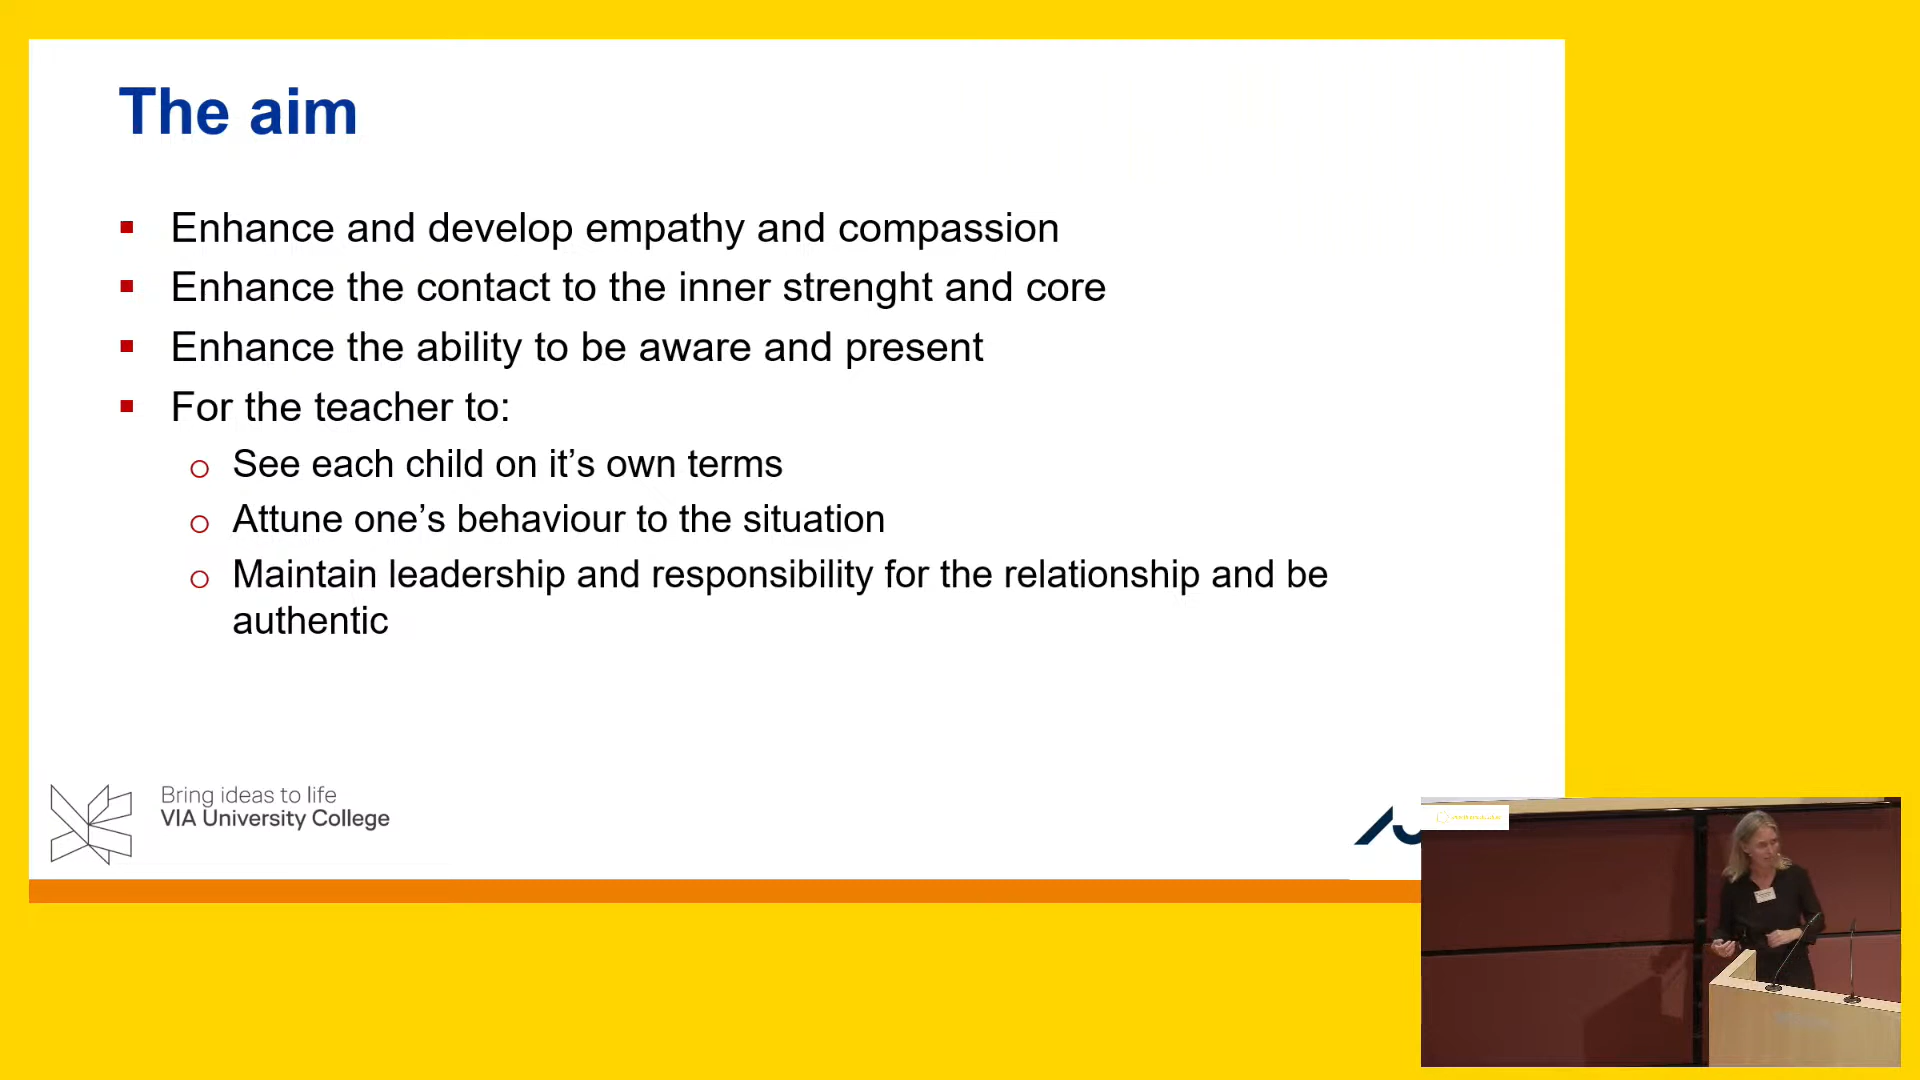 The aim
Enhance and develop empathy and compassion
Enhance the contact to the inner strenght and core
Enhance the ability to be aware and present
For the teacher to:
See each child on it’s own terms
Attune one’s behaviour to the situation
Maintain leadership and responsibility for the relationship and be
authentic
Bring ideas to life
VIA University College